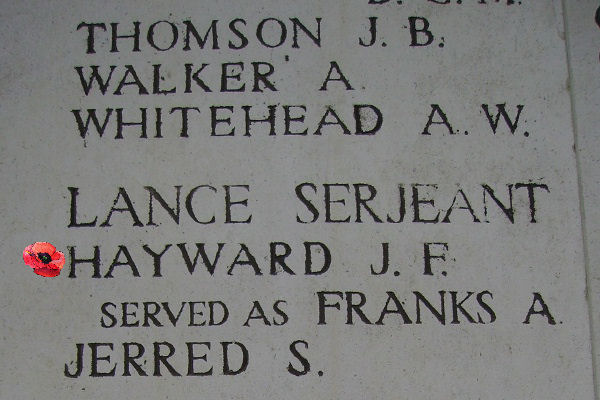 D. C. M.
THOMSON J. B.
WALKER A.
WHITEHEAD A. W.
LANCE SERJEANT
HAYWARD J. F.
SERVED AS FRANKS A.
JERRED S.